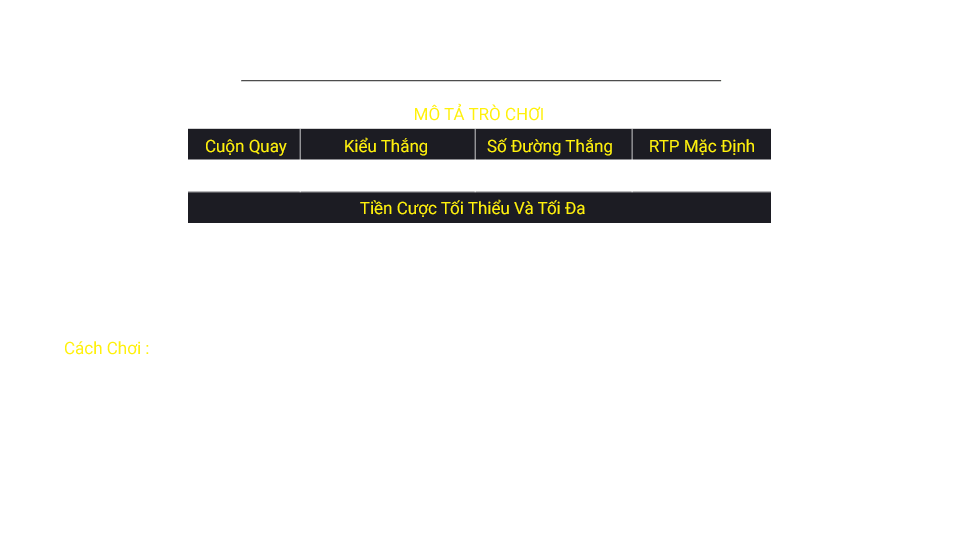 MÔ TẢ TRÒ CHƠI
Cuộn Quay Kiểu Thắng Số Đường Thắng RTP Mặc Định
Tiền Cược Tối Thiểu Và Tối Đa
Cách Chơi :